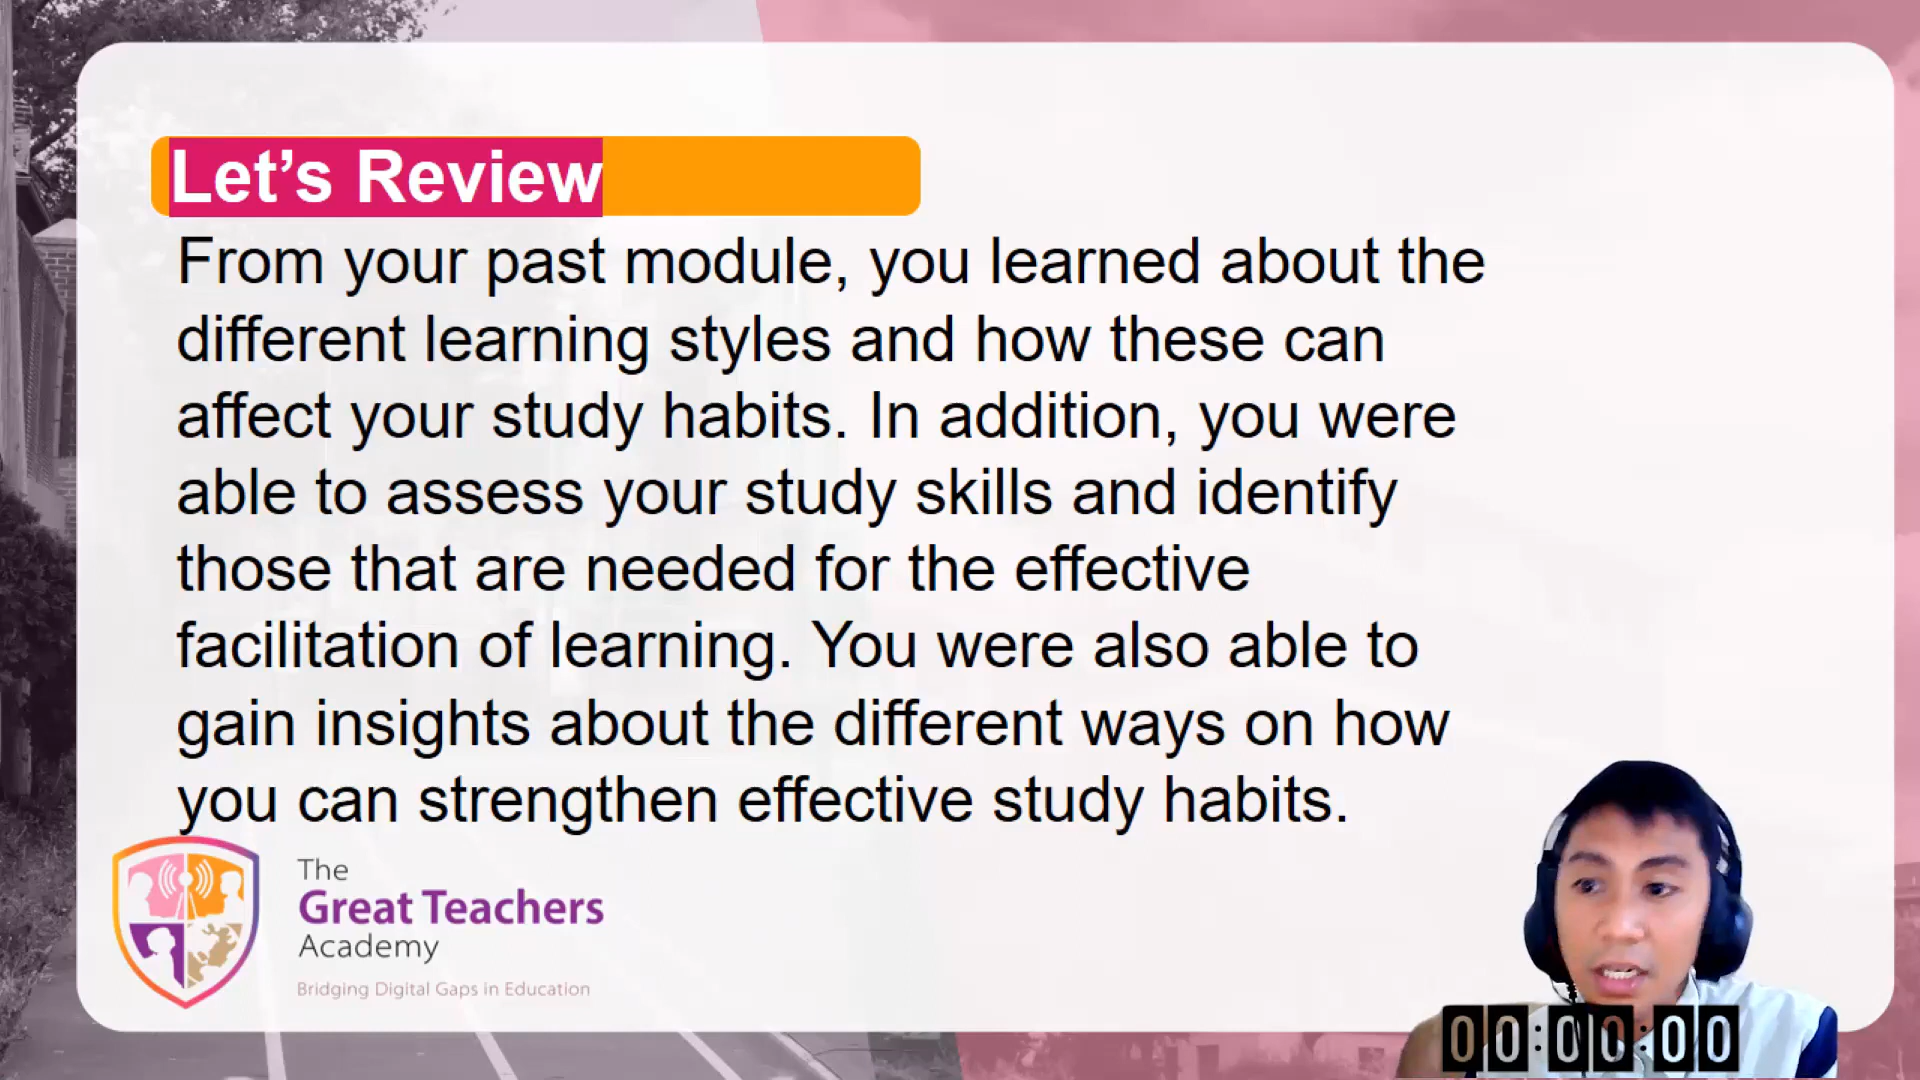 Let’s Review
From your past module, you learned about the
different learning styles and how these can
affect your study habits. In addition, you were
able to assess your study skills and identify
those that are needed for the effective
facilitation of learning. You were also able to
gain insights about the different ways on how
you can strengthen effective study habits.
The
Great Teachers
Academy
Bridging Digital Gaps in Education
00:00:00